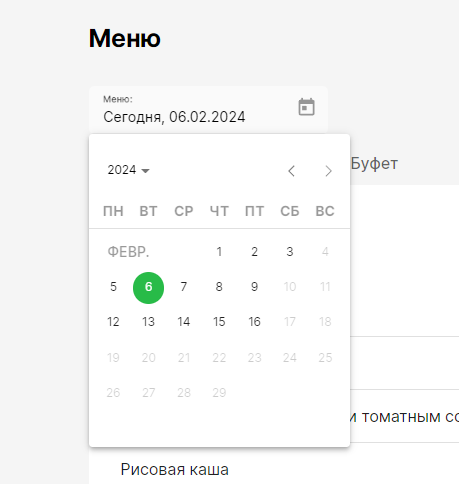 Меню
Меню:
Сегодня, 06.02.2024
2024
Буфет
ПН ВТ СР ЧТ ПТ СБ ВС
ФЕВР. 1 2 3 4
5 6 7 8 9 10 11
12 13 14 15 16 17 18
19 20 21 22 23 24 25
26 27 28 29
и томатным со
Рисовая каша